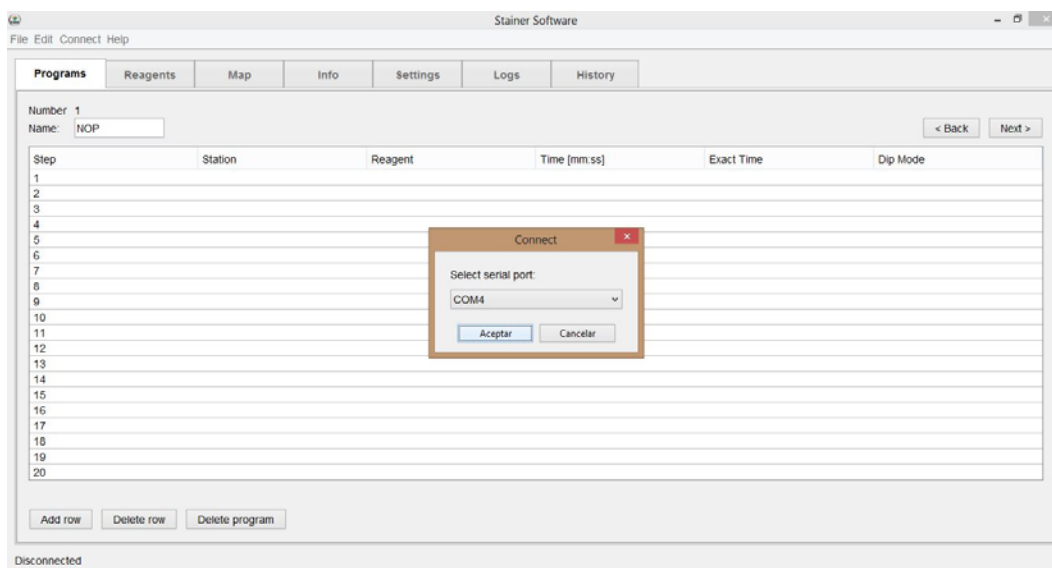 Stainer Software
File Edit Connect Help
Programs Reagents Map Info Settings Logs History
Number 1
Name: NOP < Back Next >
Step Station Reagent Time [mm:ss] Exact Time Dip Mode
1
2
3
4
5
6
7
8
9
10
11
12
13
14
15
16
17
18
19
20
Connect
Select serial port:
COM4
Aceptar Cancelar
Add row Delete row Delete program
Disconnected